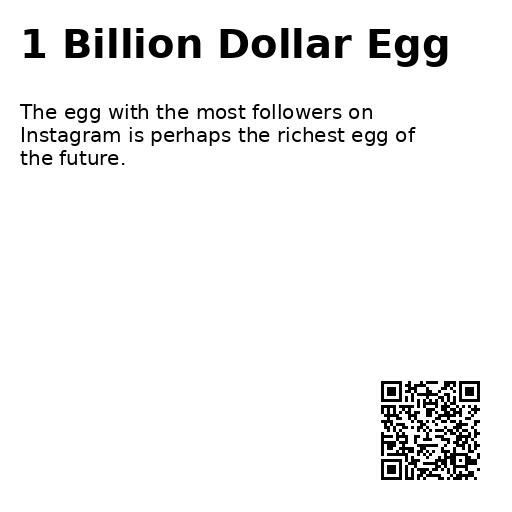 1 Billion Dollar Egg
The egg with the most followers on
Instagram is perhaps the richest egg of
the future.